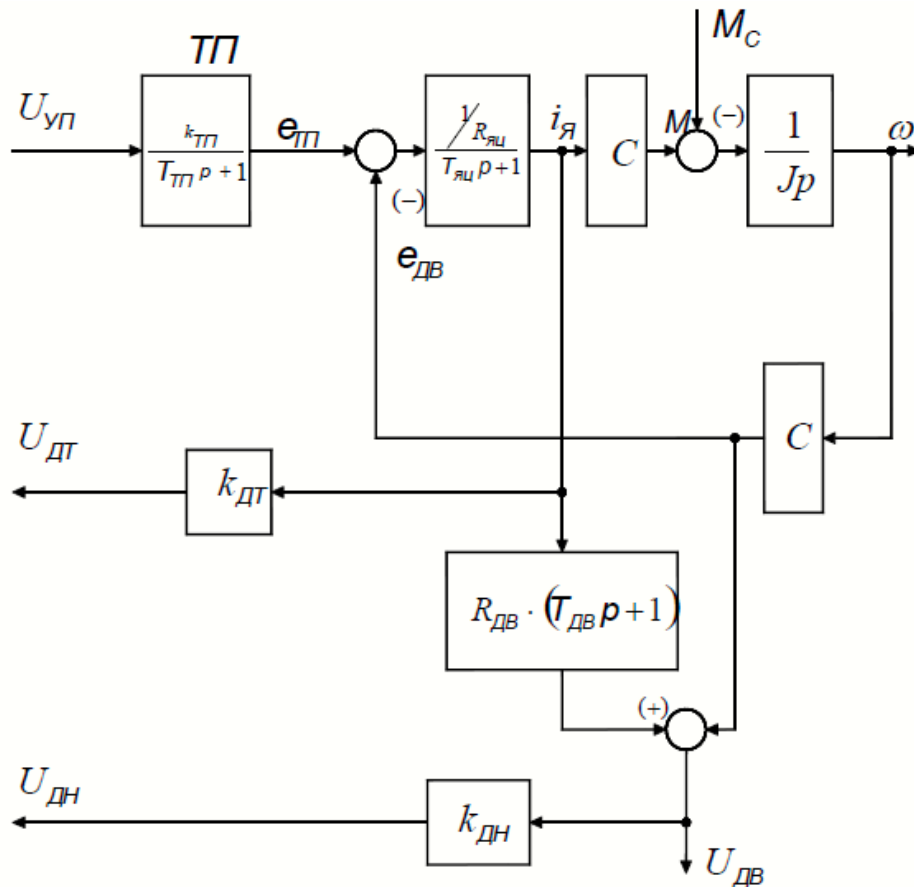 ТП
M_C
U_УП
k_ТП
T_ТП p + 1
e_ТП
1/R_яц
T_яц p + 1
i_Я
C
M
(−)
1
Jp
ω
(−)
e_ДВ
C
U_ДТ
k_ДТ
R_ДВ · (T_ДВ p + 1)
(+)
U_ДН
k_ДН
U_ДВ